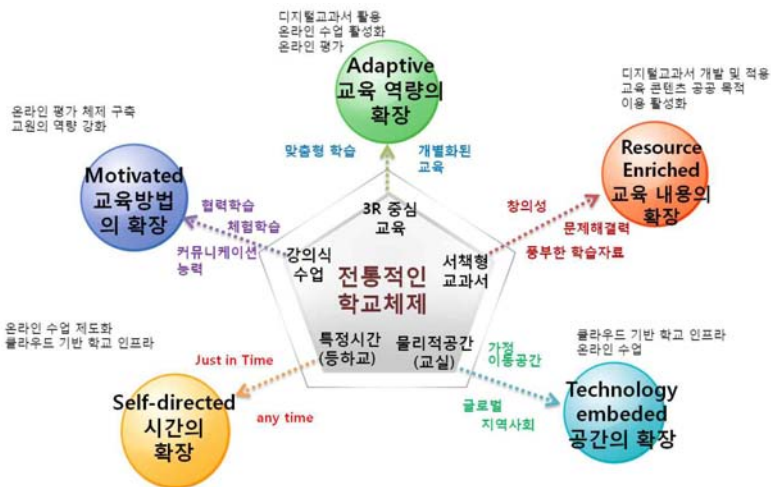 디지털교과서 활용
온라인 수업 활성화
온라인 평가
Adaptive
교육 역량의
확장
맞춤형 학습
개별화된
교육
온라인 평가 체제 구축
교원의 역량 강화
Motivated
교육방법
의 확장
협력학습
체험학습
커뮤니케이션
능력
디지털교과서 개발 및 적용
교육 콘텐츠 공공 목적
이용 활성화
Resource
Enriched
교육 내용의
확장
창의성
문제해결력
풍부한 학습자료
3R 중심
교육
강의식
수업
서책형
교과서
전통적인
학교체제
특정시간
(등하교)
물리적공간
(교실)
온라인 수업 제도화
클라우드 기반 학교 인프라
Just in Time
any time
Self-directed
시간의
확장
클라우드 기반 학교 인프라
온라인 수업
가정
이동공간
글로벌
지역사회
Technology
embeded
공간의 확장